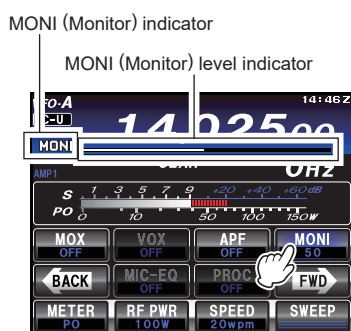 MONI (Monitor) indicator
MONI (Monitor) level indicator
VFO-A 14:46Z
C-U 14.025.00
MONI
AMP1 0Hz
S 1 3 5 7 9 +20 +40 +60dB
PO 0 10 50 100 150W
MOX VOX APF MONI
OFF OFF OFF 50
BACK MIC-EQ PROC FWD
OFF OFF
METER RF PWR SPEED SWEEP
PO 100W 20wpm